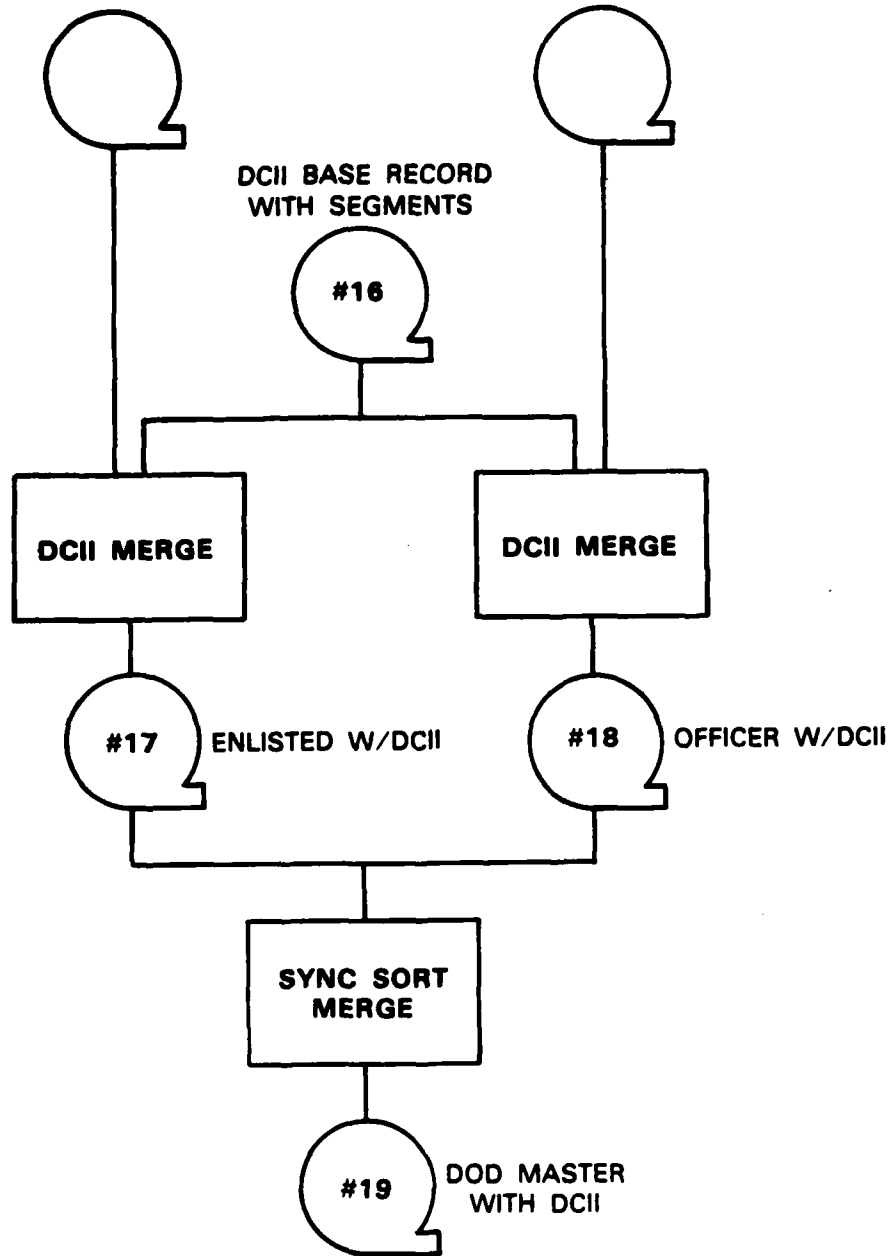 DCII BASE RECORD
WITH SEGMENTS
#16
DCII MERGE
DCII MERGE
#17
ENLISTED W/DCII
#18
OFFICER W/DCII
SYNC SORT
MERGE
#19
DOD MASTER
WITH DCII